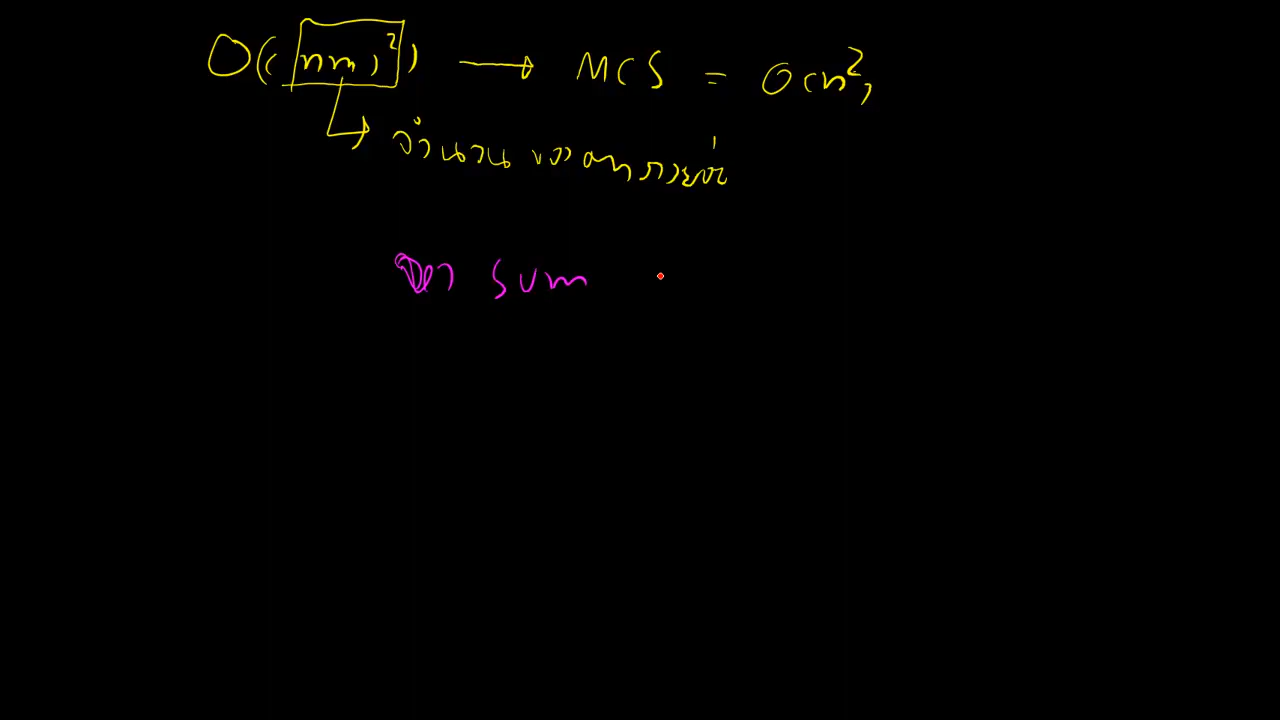 O((nm)²) → MCS = O(n²)
จำนวน ของตารางย่อย
หา sum